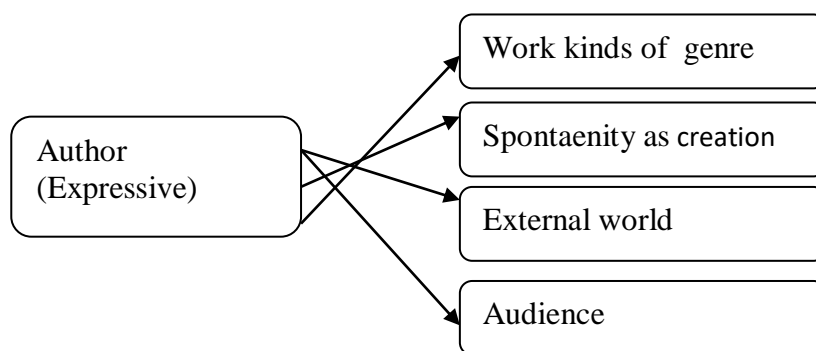 Author
(Expressive)
Work kinds of genre
Spontaenity as creation
External world
Audience